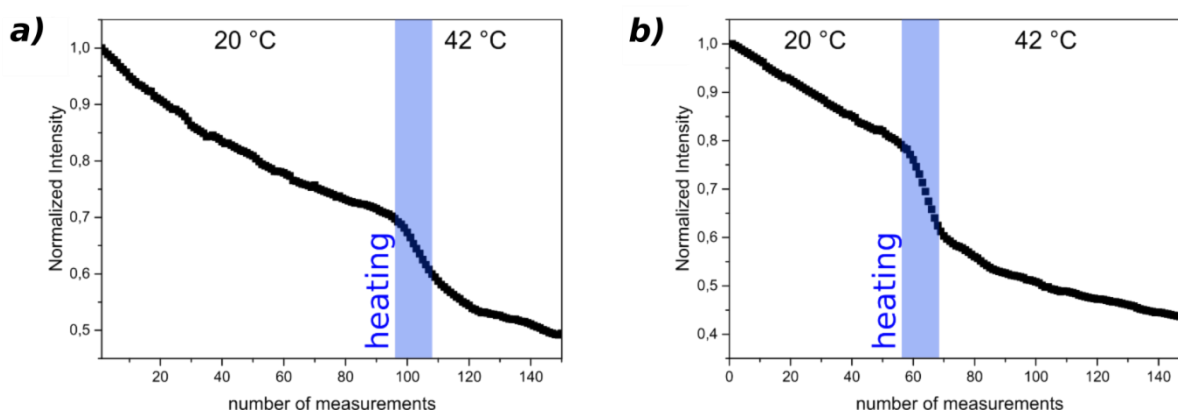 a)
20 °C
42 °C
1,0
0,9
0,8
0,7
0,6
0,5
Normalized Intensity
heating
20 40 60 80 100 120 140
number of measurements
b)
20 °C
42 °C
1,0
0,9
0,8
0,7
0,6
0,5
0,4
Normalized Intensity
heating
0 20 40 60 80 100 120 140
number of measurements